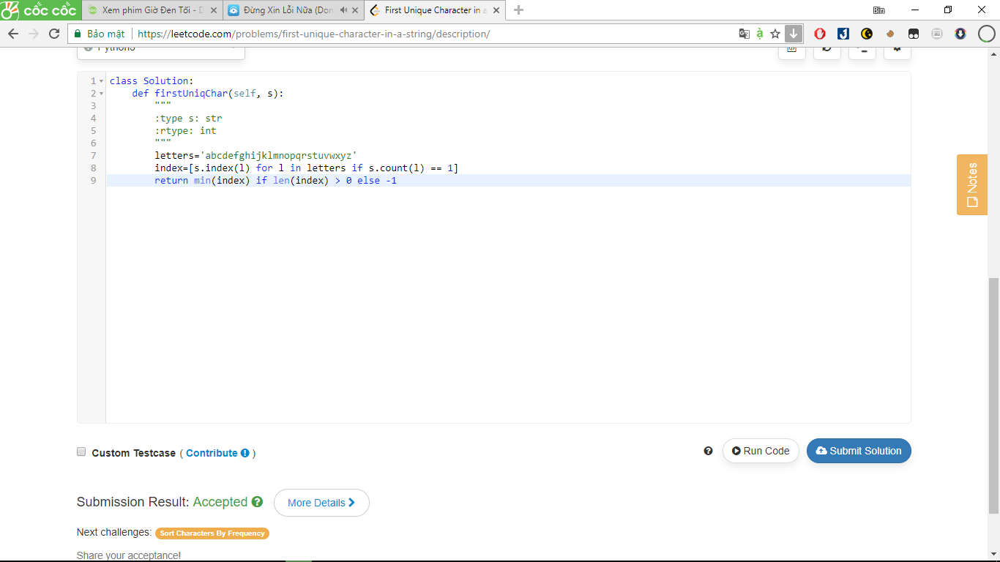 cốc cốc
Xem phim Giờ Đen Tối - D
Đừng Xin Lỗi Nữa (Don
First Unique Character in a
Bin
Bảo mật
https://leetcode.com/problems/first-unique-character-in-a-string/description/
Python3
1 class Solution:
2 def firstUniqChar(self, s):
3 """
4 :type s: str
5 :rtype: int
6 """
7 letters='abcdefghijklmnopqrstuvwxyz'
8 index=[s.index(l) for l in letters if s.count(l) == 1]
9 return min(index) if len(index) > 0 else -1
Notes
Custom Testcase ( Contribute )
Run Code
Submit Solution
Submission Result: Accepted
More Details
Next challenges: Sort Characters By Frequency
Share your acceptance!